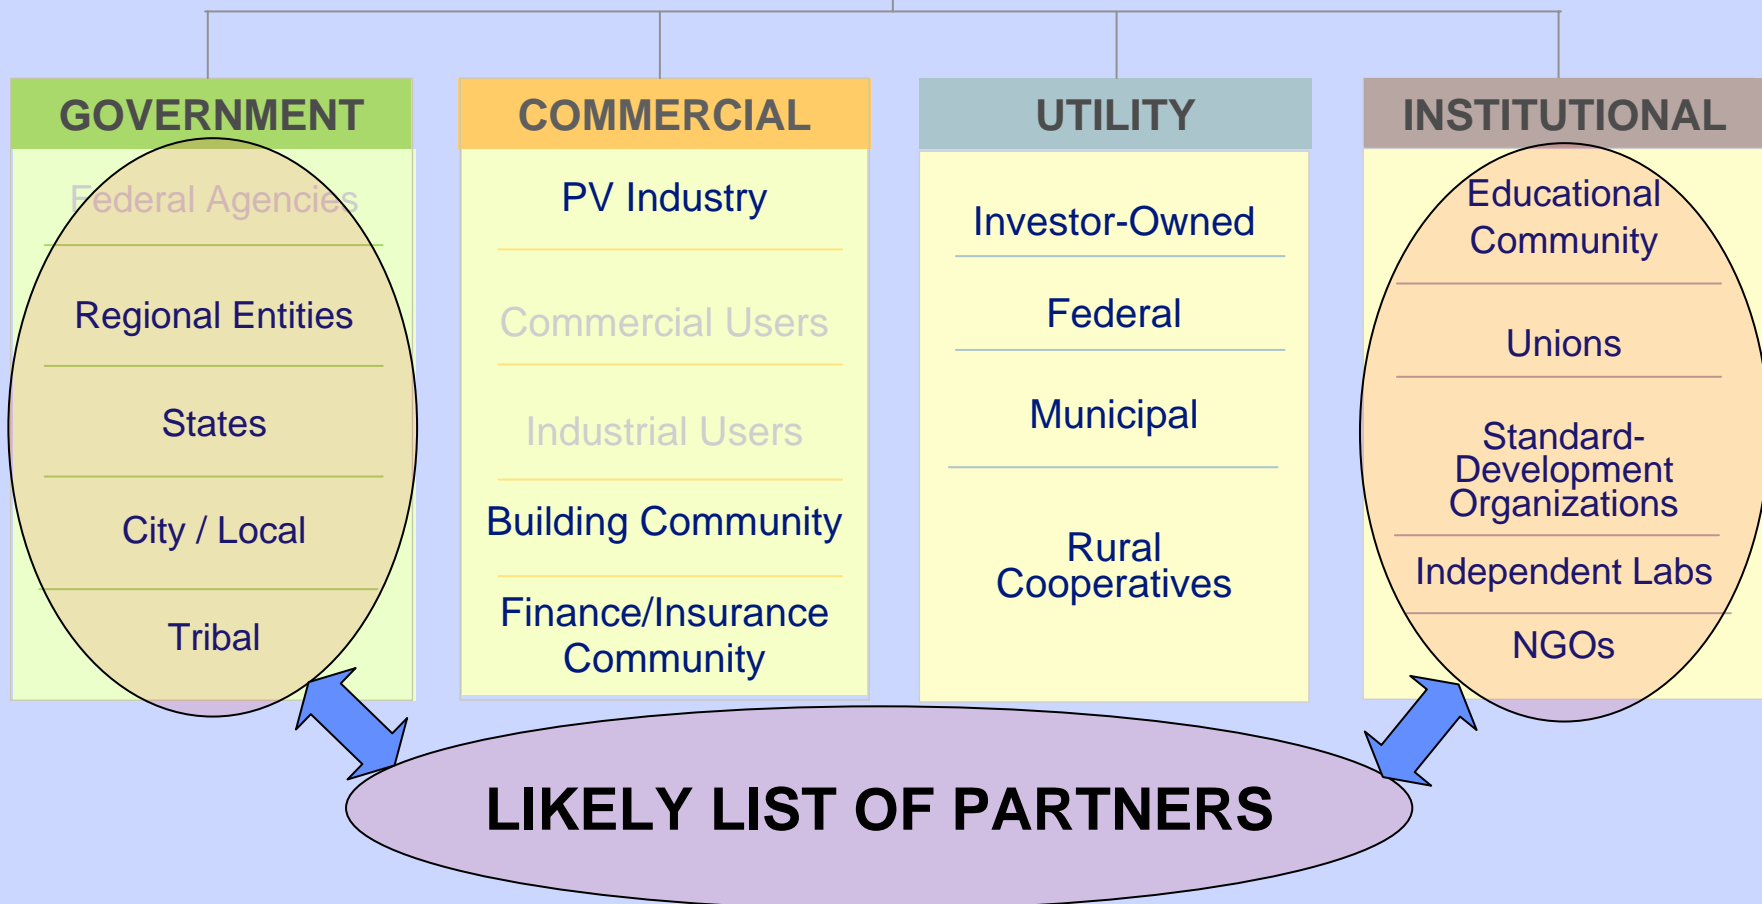 GOVERNMENT
Federal Agencies
Regional Entities
States
City / Local
Tribal
COMMERCIAL
PV Industry
Commercial Users
Industrial Users
Building Community
Finance/Insurance
Community
UTILITY
Investor-Owned
Federal
Municipal
Rural
Cooperatives
INSTITUTIONAL
Educational
Community
Unions
Standard-
Development
Organizations
Independent Labs
NGOs
LIKELY LIST OF PARTNERS